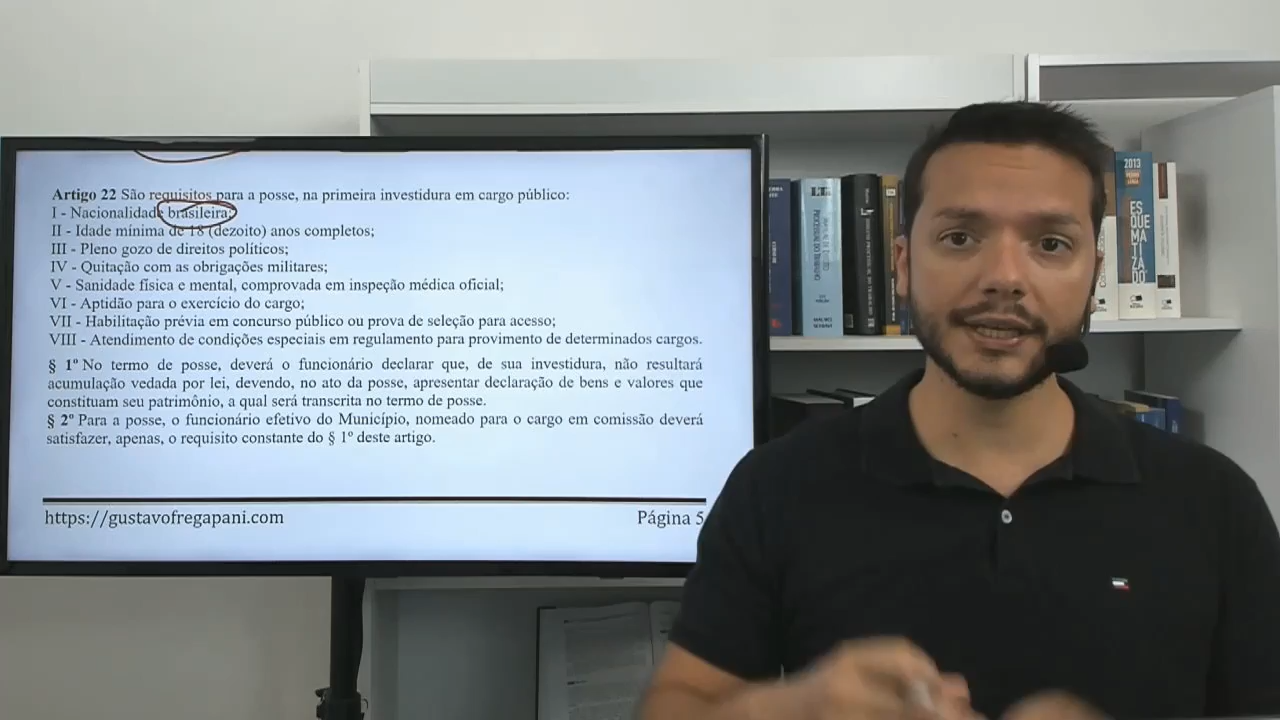 Artigo 22 São requisitos para a posse, na primeira investidura em cargo público:
I - Nacionalidade brasileira;
II - Idade mínima de 18 (dezoito) anos completos;
III - Pleno gozo de direitos políticos;
IV - Quitação com as obrigações militares;
V - Sanidade física e mental, comprovada em inspeção médica oficial;
VI - Aptidão para o exercício do cargo;
VII - Habilitação prévia em concurso público ou prova de seleção para acesso;
VIII - Atendimento de condições especiais em regulamento para provimento de determinados cargos.
§ 1º No termo de posse, deverá o funcionário declarar que, de sua investidura, não resultará
acumulação vedada por lei, devendo, no ato da posse, apresentar declaração de bens e valores que
constituam seu patrimônio, a qual será transcrita no termo de posse.
§ 2º Para a posse, o funcionário efetivo do Município, nomeado para o cargo em comissão deverá
satisfazer, apenas, o requisito constante do § 1º deste artigo.
https://gustavofregapani.com
Página 5
2013
ES
QUE
MA
TI
ZA
DO